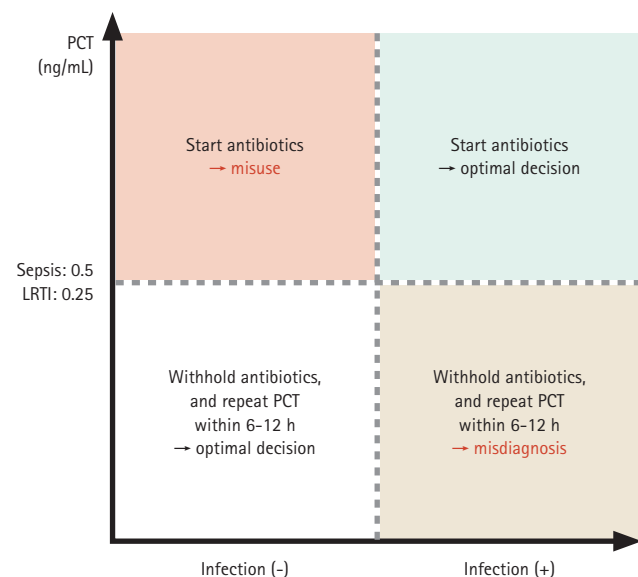 PCT
(ng/mL)
Start antibiotics
→ misuse
Start antibiotics
→ optimal decision
Sepsis: 0.5
LRTI: 0.25
Withhold antibiotics,
and repeat PCT
within 6-12 h
→ optimal decision
Withhold antibiotics,
and repeat PCT
within 6-12 h
→ misdiagnosis
Infection (-)
Infection (+)